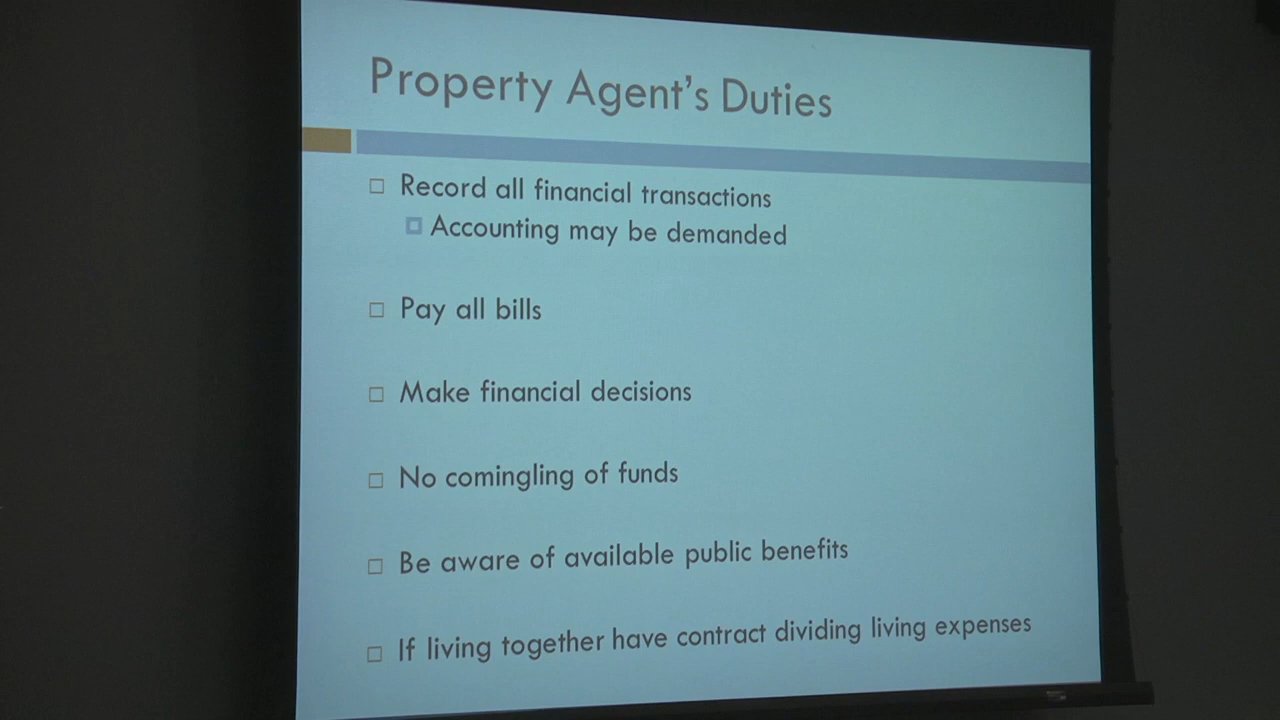 Property Agent's Duties
Record all financial transactions
Accounting may be demanded
Pay all bills
Make financial decisions
No comingling of funds
Be aware of available public benefits
If living together have contract dividing living expenses